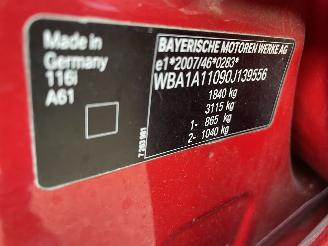 Made in
Germany
116i
A61
BAYERISCHE MOTOREN WERKE AG
e1*2007/46*0283*
WBA1A11090J139556
1840 kg
3115 kg
1- 865 kg
2- 1040 kg